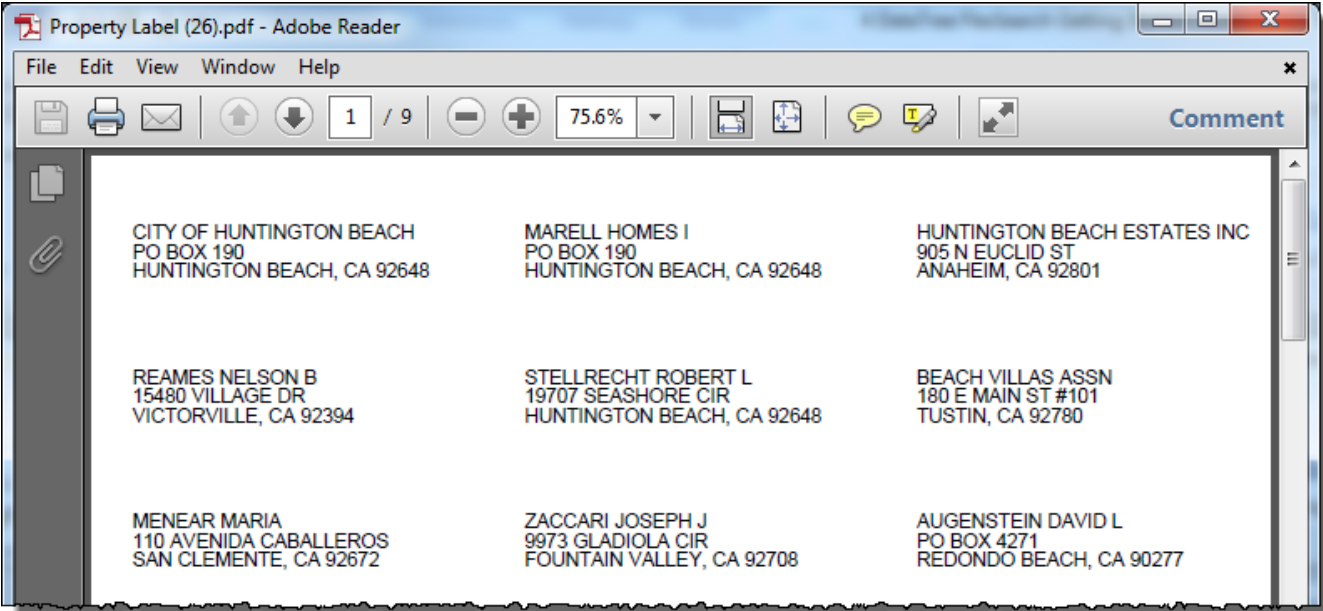 Property Label (26).pdf - Adobe Reader
File Edit View Window Help
1 / 9 75.6% Comment
CITY OF HUNTINGTON BEACH
PO BOX 190
HUNTINGTON BEACH, CA 92648
MARELL HOMES I
PO BOX 190
HUNTINGTON BEACH, CA 92648
HUNTINGTON BEACH ESTATES INC
905 N EUCLID ST
ANAHEIM, CA 92801
REAMES NELSON B
15480 VILLAGE DR
VICTORVILLE, CA 92394
STELLRECHT ROBERT L
19707 SEASHORE CIR
HUNTINGTON BEACH, CA 92648
BEACH VILLAS ASSN
180 E MAIN ST #101
TUSTIN, CA 92780
MENEAR MARIA
110 AVENIDA CABALLEROS
SAN CLEMENTE, CA 92672
ZACCARI JOSEPH J
9973 GLADIOLA CIR
FOUNTAIN VALLEY, CA 92708
AUGENSTEIN DAVID L
PO BOX 4271
REDONDO BEACH, CA 90277